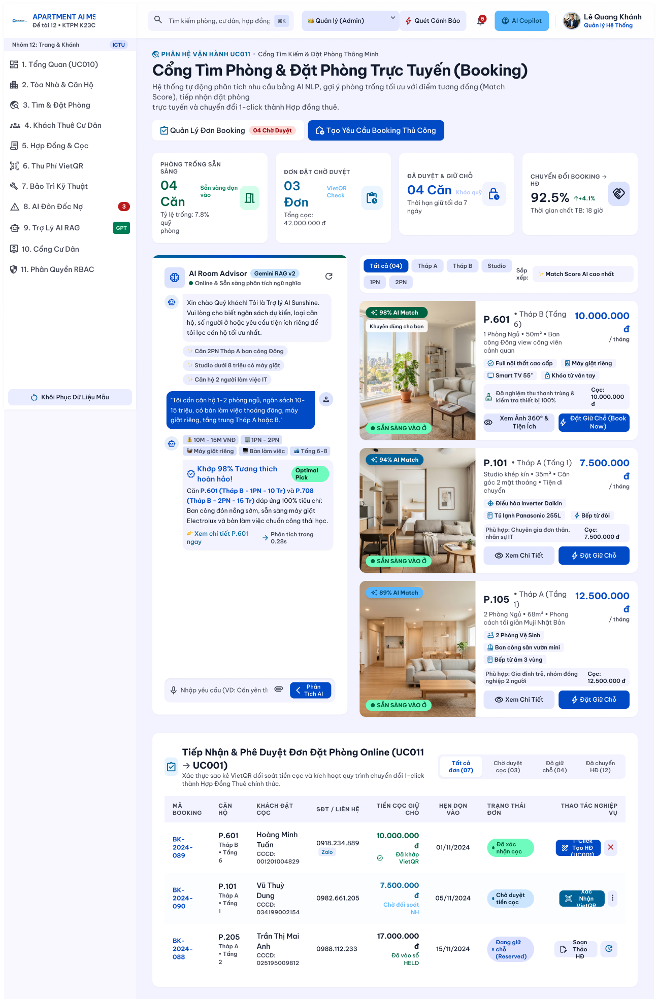 APARTMENT AI MS
Đề tài 12 • KTPM K23C
Nhóm 12: Trang & Khánh
ICTU
1. Tổng Quan (UC010)
2. Tòa Nhà & Căn Hộ
3. Tìm & Đặt Phòng
4. Khách Thuê Cư Dân
5. Hợp Đồng & Cọc
6. Thu Phí VietQR
7. Bảo Trì Kỹ Thuật
8. AI Đôn Đốc Nợ
3
9. Trợ Lý AI RAG
GPT
10. Cổng Cư Dân
11. Phân Quyền RBAC
Khôi Phục Dữ Liệu Mẫu
Tìm kiếm phòng, cư dân, hợp đồng
⌘K
Quản lý (Admin)
Quét Cảnh Báo
5
AI Copilot
Lê Quang Khánh
Quản lý Hệ Thống
PHÂN HỆ VẬN HÀNH UC011 • Cổng Tìm Kiếm & Đặt Phòng Thông Minh
Cổng Tìm Phòng & Đặt Phòng Trực Tuyến (Booking)
Hệ thống tự động phân tích nhu cầu bằng AI NLP, gợi ý phòng trống tối ưu với điểm tương đồng (Match
Score), tiếp nhận đặt phòng
trực tuyến và chuyển đổi 1-click thành Hợp đồng thuê.
Quản Lý Đơn Booking
04 Chờ Duyệt
Tạo Yêu Cầu Booking Thủ Công
PHÒNG TRỐNG SẴN
SÀNG
04
Căn
Sẵn sàng dọn
vào
Tỷ lệ trống: 7.8%
quỹ
phòng
ĐƠN ĐẶT CHỜ DUYỆT
03
Đơn
VietQR
Check
Tổng cọc:
42.000.000 đ
ĐÃ DUYỆT & GIỮ CHỖ
04 Căn
Khóa quỹ
Thời hạn giữ tối đa 7
ngày
CHUYỂN ĐỔI BOOKING →
HĐ
92.5%
↑+4.1%
Thời gian chốt TB: 18 giờ
AI Room Advisor
Gemini RAG v2
Online & Sẵn sàng phân tích ngữ nghĩa
Xin chào Quý khách! Tôi là Trợ lý AI Sunshine.
Vui lòng cho biết ngân sách dự kiến, loại căn
hộ, số người ở hoặc yêu cầu tiện ích riêng để
tôi lọc căn hộ tối ưu nhất.
✨ Căn 2PN Tháp A ban công Đông
✨ Studio dưới 8 triệu có máy giặt
✨ Căn hộ 2 người làm việc IT
"Tôi cần căn hộ 1-2 phòng ngủ, ngân sách 10-
15 triệu, có bàn làm việc thoáng đãng, máy
giặt riêng, tầng trung Tháp A hoặc B."
10M - 15M VNĐ
1PN - 2PN
Máy giặt riêng
Bàn làm việc
Tầng 6-8
Khớp 98% Tương thích
hoàn hảo!
Optimal
Pick
Căn P.601 (Tháp B - 1PN - 10 Tr) và P.708
(Tháp B - 2PN - 15 Tr) đáp ứng 100% tiêu chí:
Ban công đón nắng sớm, sẵn sàng máy giặt
Electrolux và bàn làm việc chuẩn công thái học.
👉 Xem chi tiết P.601
ngay
→
Phân tích trong
0.28s
Nhập yêu cầu (VD: Căn yên tĩ
Phân
Tích AI
Tất cả (04)
Tháp A
Tháp B
Studio
1PN
2PN
Sắp
xếp:
✨ Match Score AI cao nhất
98% AI Match
Khuyên dùng cho bạn
SẴN SÀNG VÀO Ở
P.601
• Tháp B (Tầng
6)
10.000.000
đ
/ tháng
1 Phòng Ngủ • 50m² • Ban
công Đông view công viên
cảnh quan
Full nội thất cao cấp
Máy giặt riêng
Smart TV 55"
Khóa từ vân tay
Đã nghiệm thu thanh trùng &
kiểm tra thiết bị 100%
Cọc:
10.000.000
đ
Xem Ảnh 360° &
Tiện Ích
Đặt Giữ Chỗ (Book
Now)
94% AI Match
SẴN SÀNG VÀO Ở
P.101
• Tháp A (Tầng 1)
7.500.000
đ
/ tháng
Studio khép kín • 35m² • Căn
góc 2 mặt thoáng • Tiện di
chuyển
Điều hòa Inverter Daikin
Tủ lạnh Panasonic 255L
Bếp từ đôi
Phù hợp: Chuyên gia đơn thân,
nhân sự IT
Cọc:
7.500.000 đ
Xem Chi Tiết
Đặt Giữ Chỗ
89% AI Match
SẴN SÀNG VÀO Ở
P.105
• Tháp A (Tầng
1)
12.500.000
đ
/ tháng
2 Phòng Ngủ • 68m² • Phong
cách tối giản Muji Nhật Bản
2 Phòng Vệ Sinh
Ban công sân vườn mini
Bếp từ âm 3 vùng
Phù hợp: Gia đình trẻ, nhóm đồng
nghiệp 2 người
Cọc:
12.500.000 đ
Xem Chi Tiết
Đặt Giữ Chỗ
Tiếp Nhận & Phê Duyệt Đơn Đặt Phòng Online (UC011
→ UC001)
Xác thực sao kê VietQR đối soát tiền cọc và kích hoạt quy trình chuyển đổi 1-click
thành Hợp Đồng Thuê chính thức.
Tất cả
đơn (07)
Chờ duyệt
cọc (03)
Đã giữ
chỗ (04)
Đã chuyển
HĐ (12)
MÃ
BOOKING
CĂN
HỘ
KHÁCH ĐẶT
CỌC
SĐT / LIÊN HỆ
TIỀN CỌC GIỮ
CHỖ
HẸN DỌN
VÀO
TRẠNG THÁI
ĐƠN
THAO TÁC NGHIỆP
VỤ
BK-
2024-
089
P.601
Tháp B
• Tầng
6
Hoàng Minh
Tuấn
CCCD:
001201004829
0918.234.889
Zalo
10.000.000
đ
Đã khớp
VietQR
01/11/2024
Đã xác
nhận cọc
1-Click
Tạo HĐ
(UC001)
BK-
2024-
090
P.101
Tháp A
• Tầng
1
Vũ Thuỳ
Dung
CCCD:
034199002154
0982.661.205
7.500.000
đ
Chờ đối soát
NH
05/11/2024
Chờ duyệt
tiền cọc
Xác
Nhận
VietQR
BK-
2024-
088
P.205
Tháp A
• Tầng
2
Trần Thị Mai
Anh
CCCD:
025195009812
0988.112.233
17.000.000
đ
Đã vào sổ
HELD
15/11/2024
Đang giữ
chỗ
(Reserved)
Soạn
Thảo
HĐ